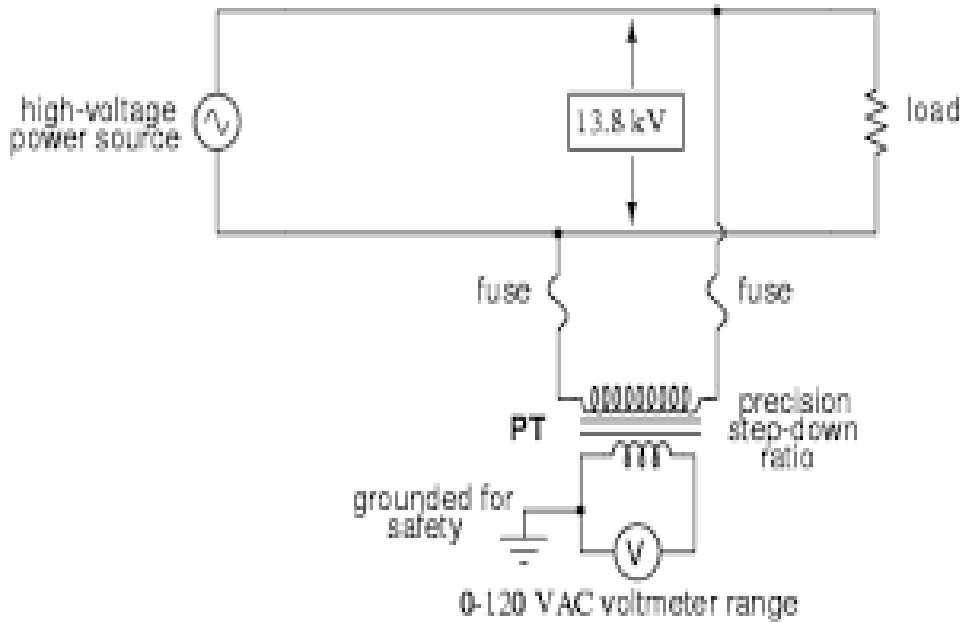 high-voltage
power source
13.8 kV
load
fuse
fuse
PT
precision
step-down
ratio
grounded for
safety
V
0-120 VAC voltmeter range